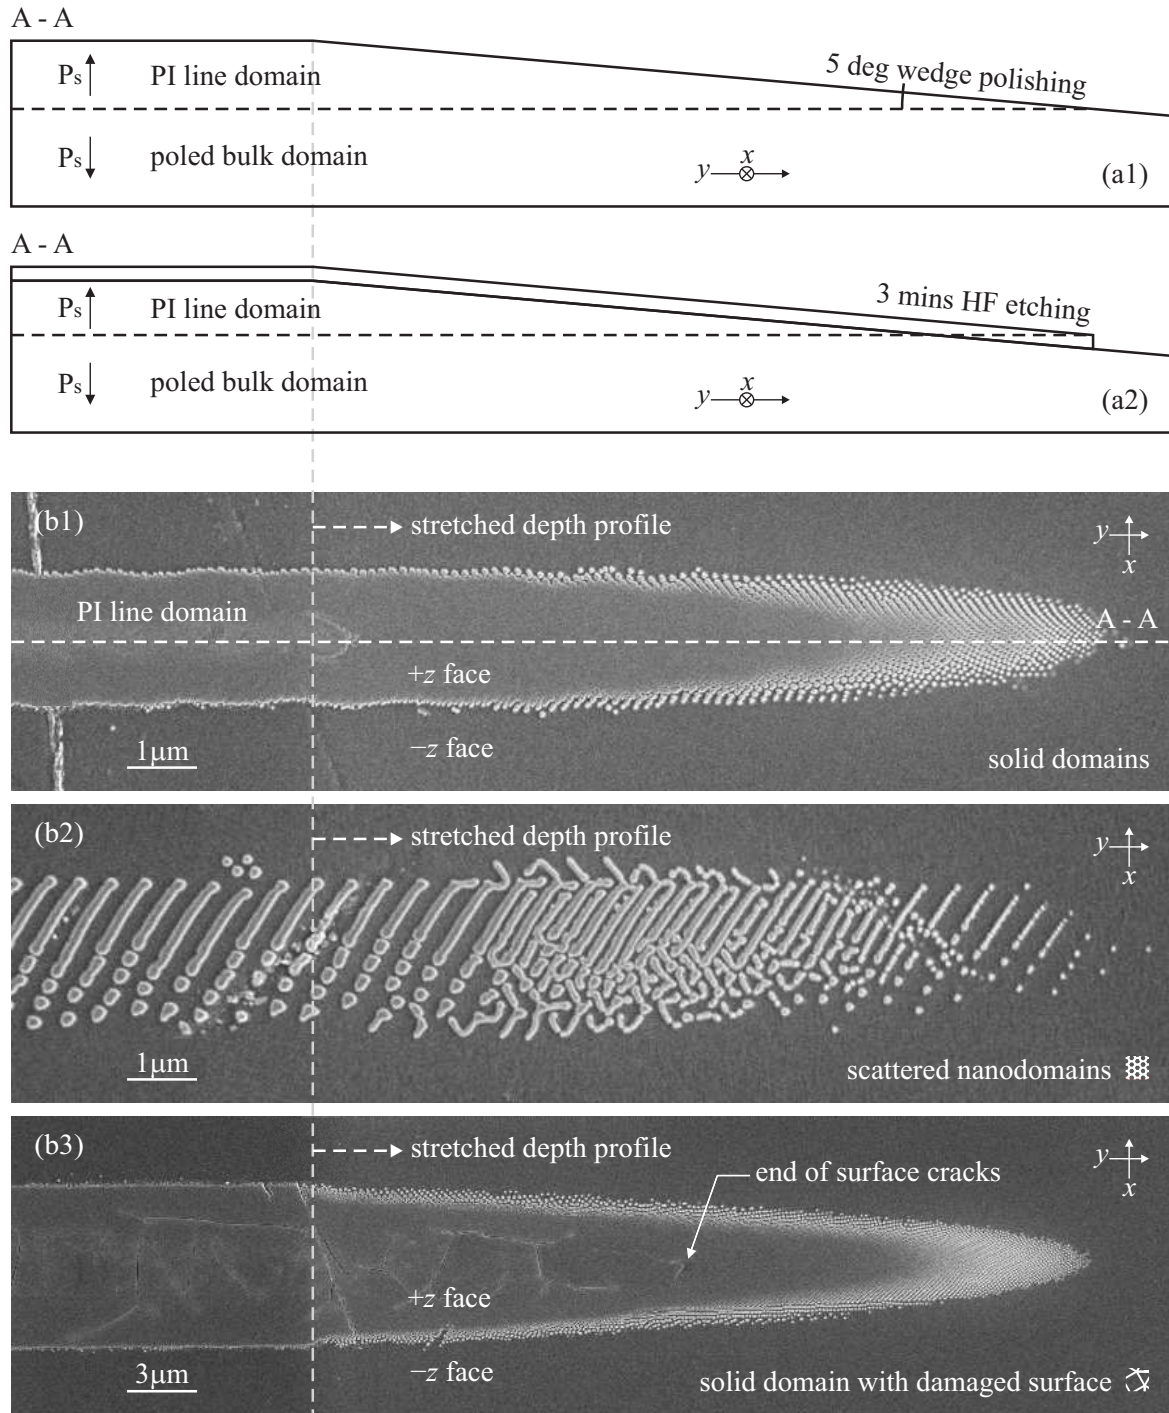 A - A
Ps PI line domain
5 deg wedge polishing
Ps poled bulk domain
x
y
(a1)
A - A
Ps PI line domain
3 mins HF etching
Ps poled bulk domain
x
y
(a2)
(b1)
stretched depth profile
y
x
PI line domain
A - A
+z face
−z face
1μm
solid domains
(b2)
stretched depth profile
y
x
1μm
scattered nanodomains
(b3)
stretched depth profile
y
x
end of surface cracks
+z face
−z face
3μm
solid domain with damaged surface